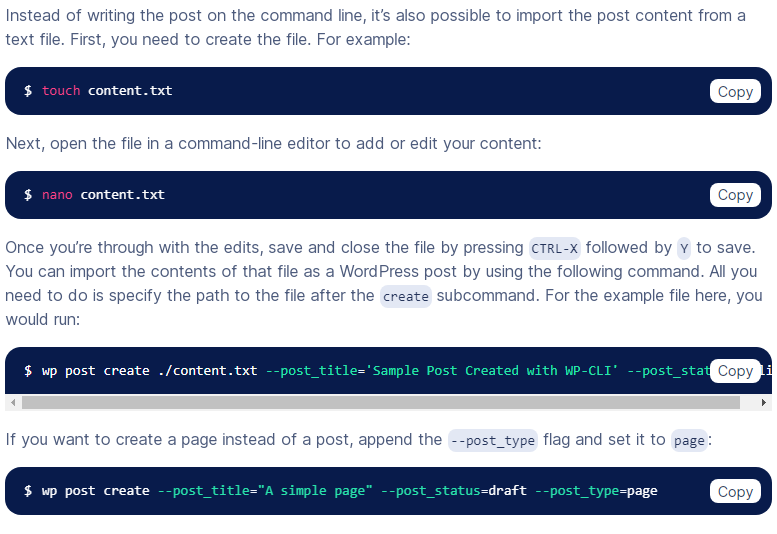 Instead of writing the post on the command line, it’s also possible to import the post content from a
text file. First, you need to create the file. For example:
$ touch content.txt
Copy
Next, open the file in a command-line editor to add or edit your content:
$ nano content.txt
Copy
Once you’re through with the edits, save and close the file by pressing CTRL-X followed by Y to save.
You can import the contents of that file as a WordPress post by using the following command. All you
need to do is specify the path to the file after the create subcommand. For the example file here, you
would run:
$ wp post create ./content.txt --post_title='Sample Post Created with WP-CLI' --post_stat
Copy
li
If you want to create a page instead of a post, append the --post_type flag and set it to page:
$ wp post create --post_title="A simple page" --post_status=draft --post_type=page
Copy